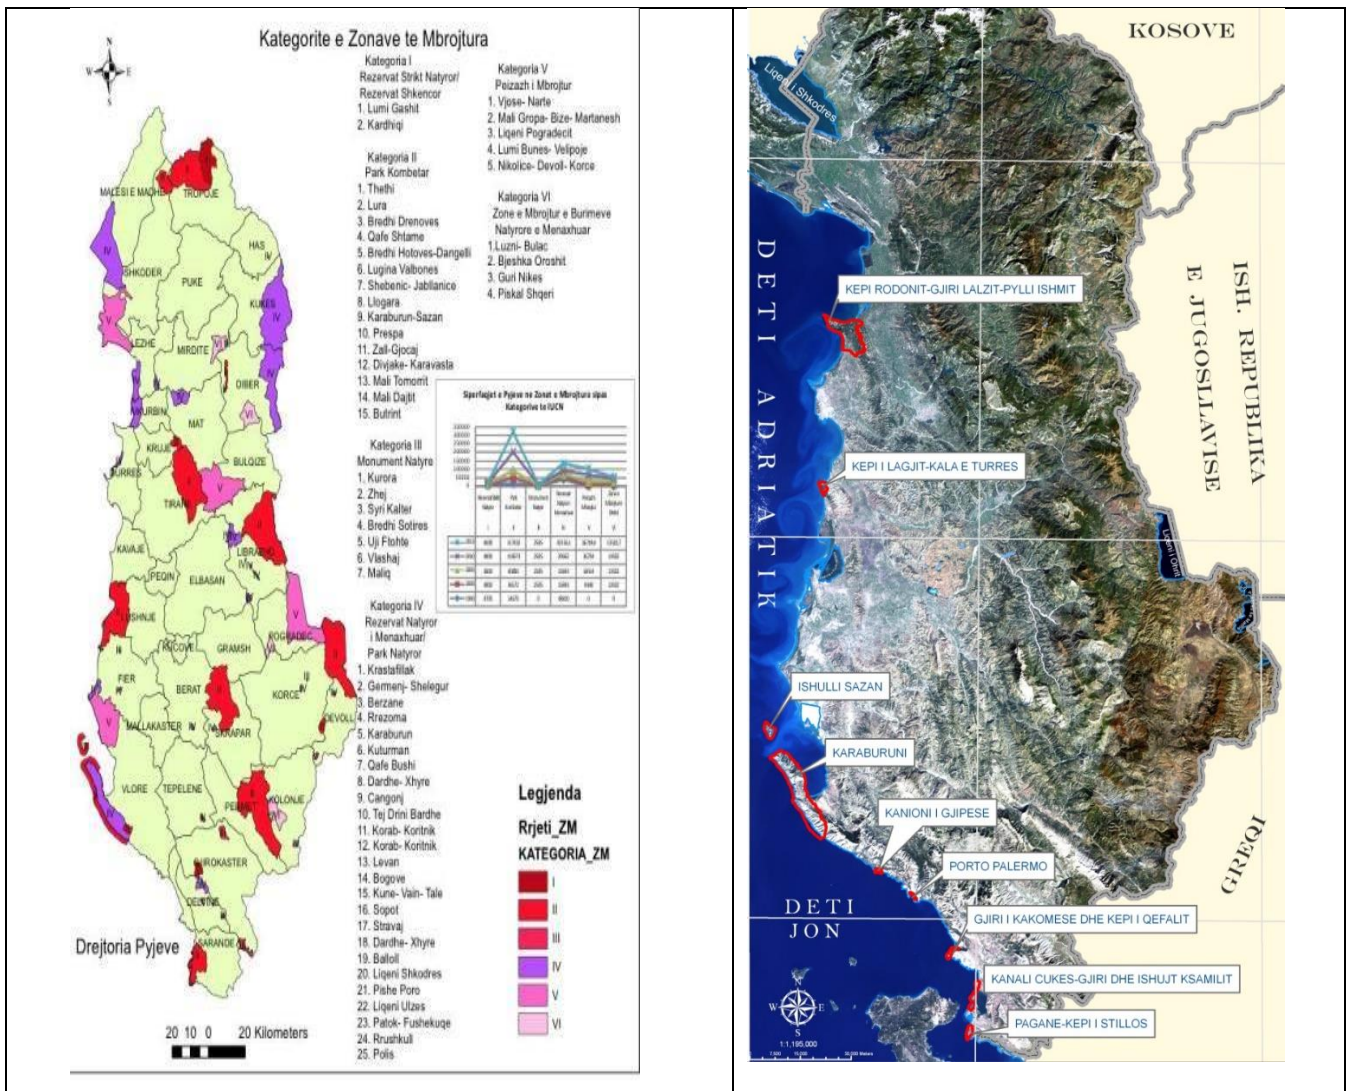 Kategorite e Zonave te Mbrojtura
N
W
E
S
Kategoria I
Rezervat Strikt Natyror/
Rezervat Shkencor
1. Lumi Gashit
2. Kardhiqi
Kategoria II
Park Kombetar
1. Thethi
2. Lura
3. Bredhi Drenoves
4. Qafe Shtame
5. Bredhi Hotoves-Dangelli
6. Lugina Valbones
7. Shebenic- Jabllanice
8. Llogara
9. Karaburun-Sazan
10. Prespa
11. Zall-Gjocaj
12. Divjake- Karavasta
13. Mali Tomorrit
14. Mali Dajtit
15. Butrint
Kategoria III
Monument Natyre
1. Kurora
2. Zhej
3. Syri Kalter
4. Bredhi Sotires
5. Uji Ftohte
6. Vlashaj
7. Maliq
Kategoria IV
Rezervat Natyror
i Menaxhuar/
Park Natyror
1. Krastafillak
2. Germenj- Shelegur
3. Berzane
4. Rrezoma
5. Karaburun
6. Kuturman
7. Qafe Bushi
8. Dardhe- Xhyre
9. Cangonj
10. Tej Drini Bardhe
11. Korab- Koritnik
12. Korab- Koritnik
13. Levan
14. Bogove
15. Kune- Vain- Tale
16. Sopot
17. Stravaj
18. Dardhe- Xhyre
19. Balloll
20. Liqeni Shkodres
21. Pishe Poro
22. Liqeni Ulzes
23. Patok- Fushekuqe
24. Rrushkull
25. Polis
Kategoria V
Peizazh i Mbrojtur
1. Vjose- Narte
2. Mali Gropa- Bize- Martanesh
3. Liqeni Pogradecit
4. Lumi Bunes- Velipoje
5. Nikolice- Devoll- Korce
Kategoria VI
Zone e Mbrojtur e Burimeve
Natyrore e Menaxhuar
1.Luzni- Bulac
2. Bjeshka Oroshit
3. Guri Nikes
4. Piskal Shqeri
Siperfaqjet e Pyjeve ne Zonat e Mbrojtura sipas
Kategorive te IUCN
MALESI E MADHE
TROPOJE
HAS
SHKODER
PUKE
KUKES
LEZHE
MIRDITE
DIBER
KURBIN
MAT
KRUJE
BULQIZE
DURRES
TIRANE
KAVAJE
LIBRAZHD
PEQIN
ELBASAN
LUSHNJE
KUCOVE
GRAMSH
POGRADEC
FIER
BERAT
KORCE
MALLAKASTER
SKRAPAR
DEVOLL
VLORE
TEPELENE
PERMET
KOLONJE
GJIROKASTER
DELVINE
SARANDE
Drejtoria Pyjeve
20 10 0 20 Kilometers
Legjenda
Rrjeti_ZM
KATEGORIA_ZM
I
II
III
IV
V
VI
KOSOVE
Liqeni i Shkodres
DETI ADRIATIK
ISH. REPUBLIKA
E JUGOSLLAVISE
KEPI RODONIT-GJIRI LALZIT-PYLLI ISHMIT
KEPI I LAGJIT-KALA E TURRES
Liqeni i Ohrit
ISHULLI SAZAN
KARABURUNI
KANIONI I GJIPESE
PORTO PALERMO
GREQI
DETI
JON
GJIRI I KAKOMESE DHE KEPI I QEFALIT
KANALI CUKES-GJIRI DHE ISHUJT KSAMILIT
PAGANE-KEPI I STILLOS
N
W
E
S
1:1,195,000